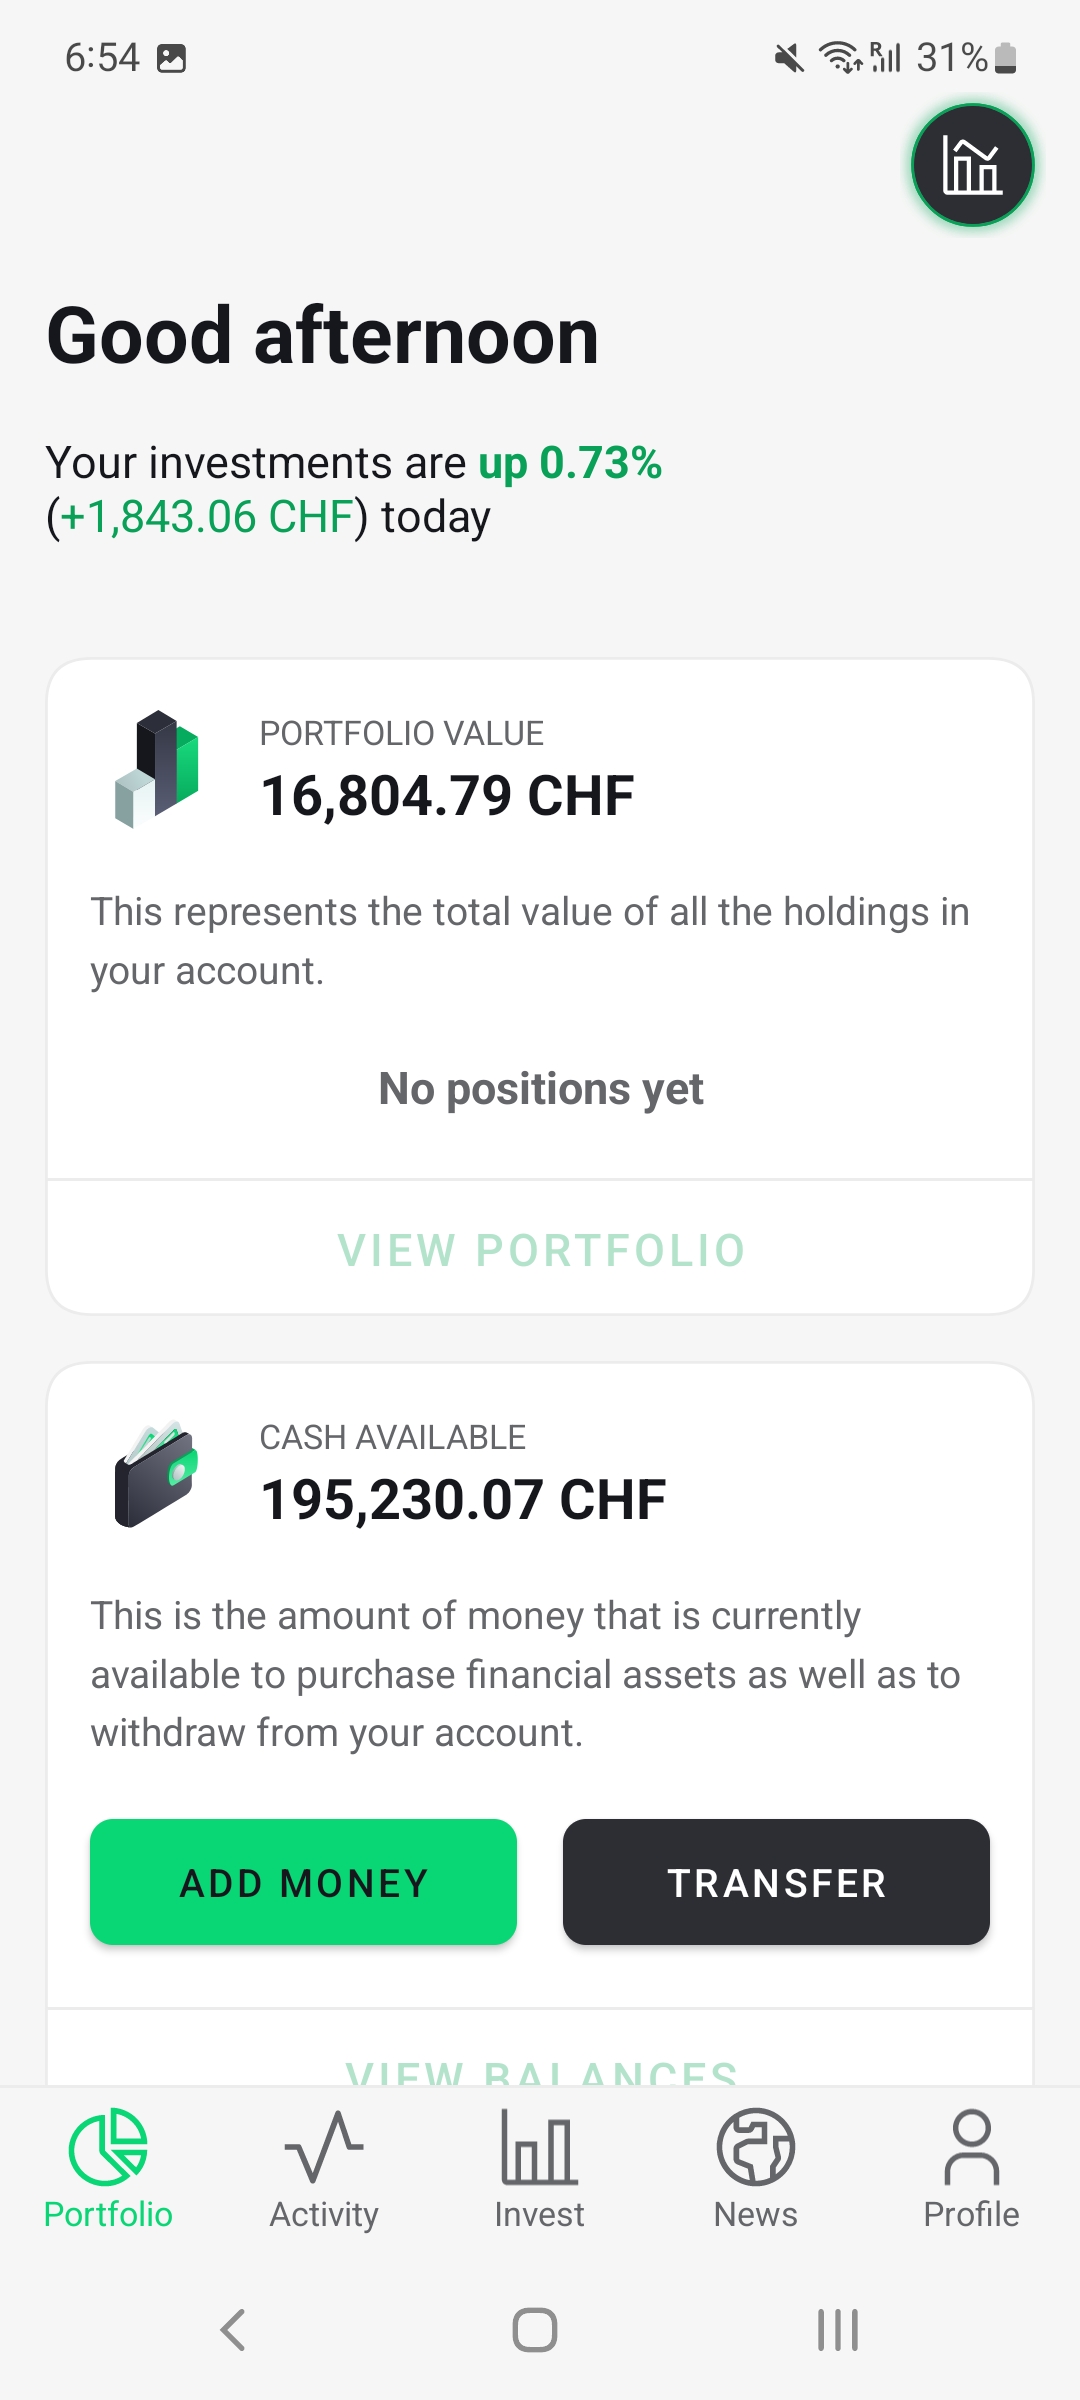 6:54
R 31%
Good afternoon
Your investments are up 0.73%
(+1,843.06 CHF) today
PORTFOLIO VALUE
16,804.79 CHF
This represents the total value of all the holdings in
your account.
No positions yet
VIEW PORTFOLIO
CASH AVAILABLE
195,230.07 CHF
This is the amount of money that is currently
available to purchase financial assets as well as to
withdraw from your account.
ADD MONEY
TRANSFER
VIEW BALANCES
Portfolio
Activity
Invest
News
Profile